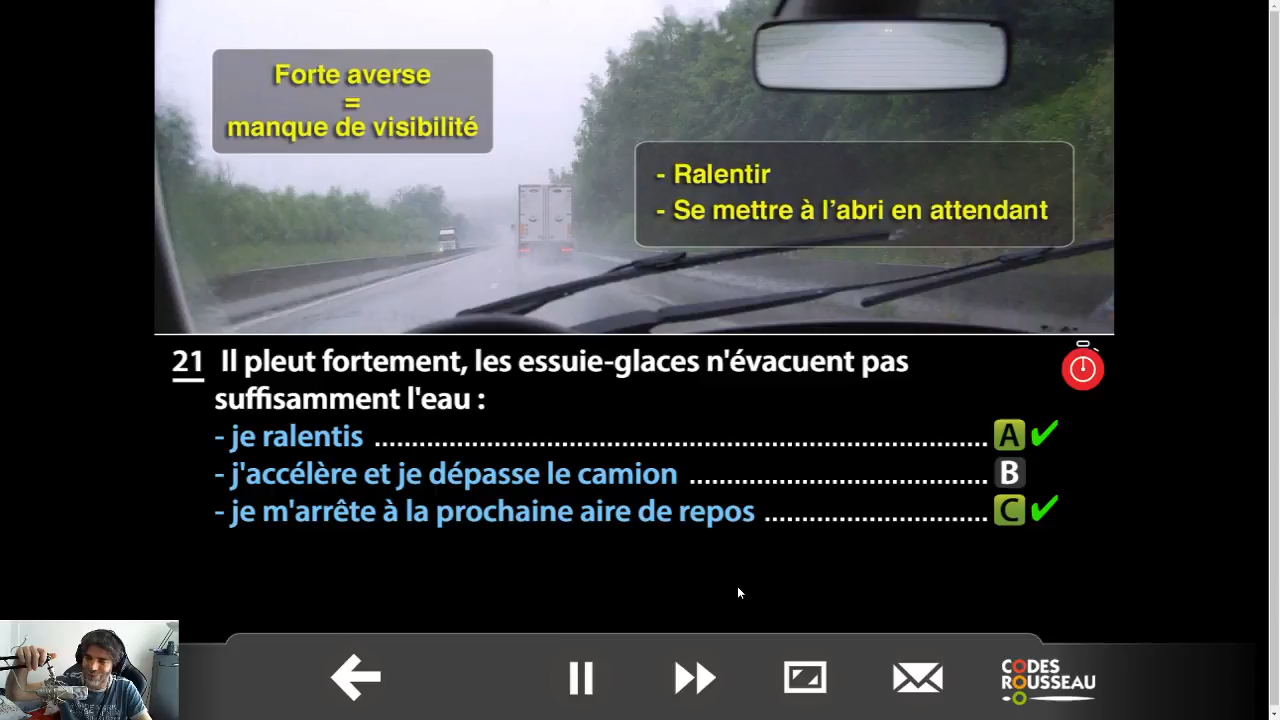 Forte averse
=
manque de visibilité
- Ralentir
- Se mettre à l’abri en attendant
21 Il pleut fortement, les essuie-glaces n'évacuent pas
suffisamment l'eau :
- je ralentis ................................................................................... A
- j'accélère et je dépasse le camion ........................................ B
- je m'arrête à la prochaine aire de repos .............................. C
CODES
ROUSSEAU